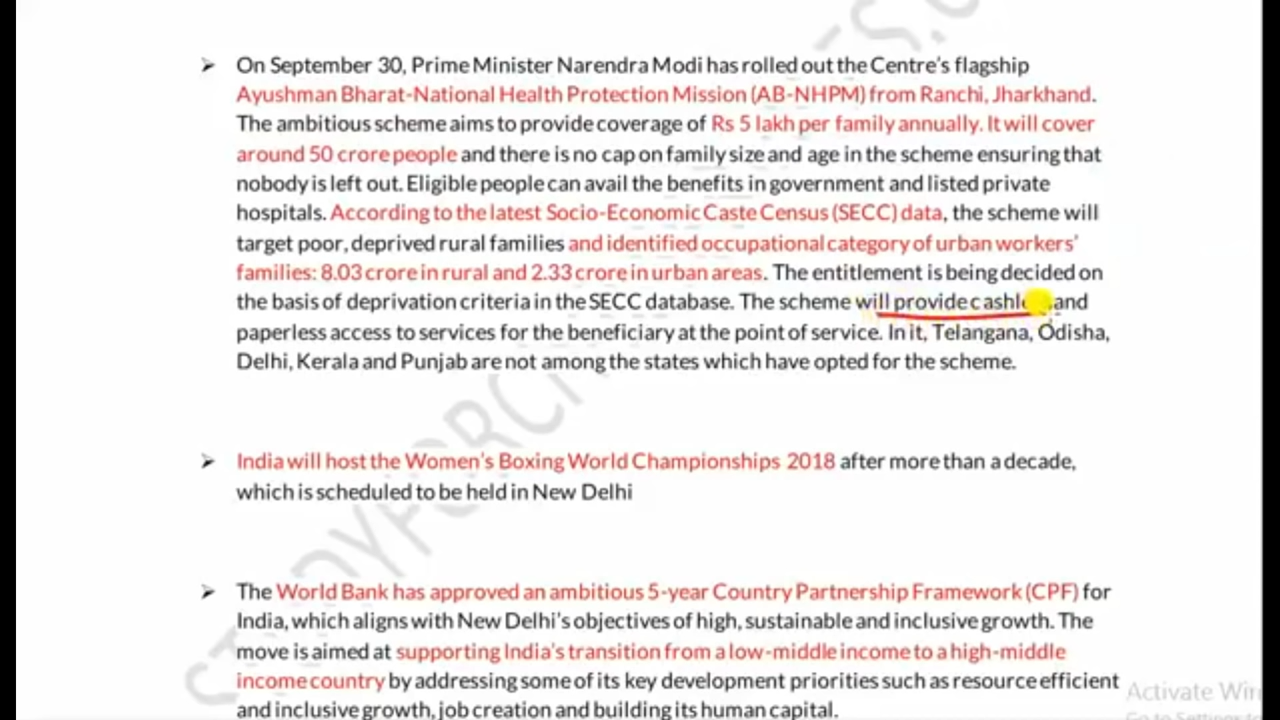 ➤ On September 30, Prime Minister Narendra Modi has rolled out the Centre's flagship
Ayushman Bharat-National Health Protection Mission (AB-NHPM) from Ranchi, Jharkhand.
The ambitious scheme aims to provide coverage of Rs 5 lakh per family annually. It will cover
around 50 crore people and there is no cap on family size and age in the scheme ensuring that
nobody is left out. Eligible people can avail the benefits in government and listed private
hospitals. According to the latest Socio-Economic Caste Census (SECC) data, the scheme will
target poor, deprived rural families and identified occupational category of urban workers'
families: 8.03 crore in rural and 2.33 crore in urban areas. The entitlement is being decided on
the basis of deprivation criteria in the SECC database. The scheme will provide and
paperless access to services for the beneficiary at the point of service. In it, Telangana, Odisha,
Delhi, Kerala and Punjab are not among the states which have opted for the scheme.
➤ India will host the Women's Boxing World Championships 2018 after more than a decade,
which is scheduled to be held in New Delhi
➤ The World Bank has approved an ambitious 5-year Country Partnership Framework (CPF) for
India, which aligns with New Delhi's objectives of high, sustainable and inclusive growth. The
move is aimed at supporting India's transition from a low-middle income to a high-middle
income country by addressing some of its key development priorities such as resource efficient
and inclusive growth, job creation and building its human capital.
Activate